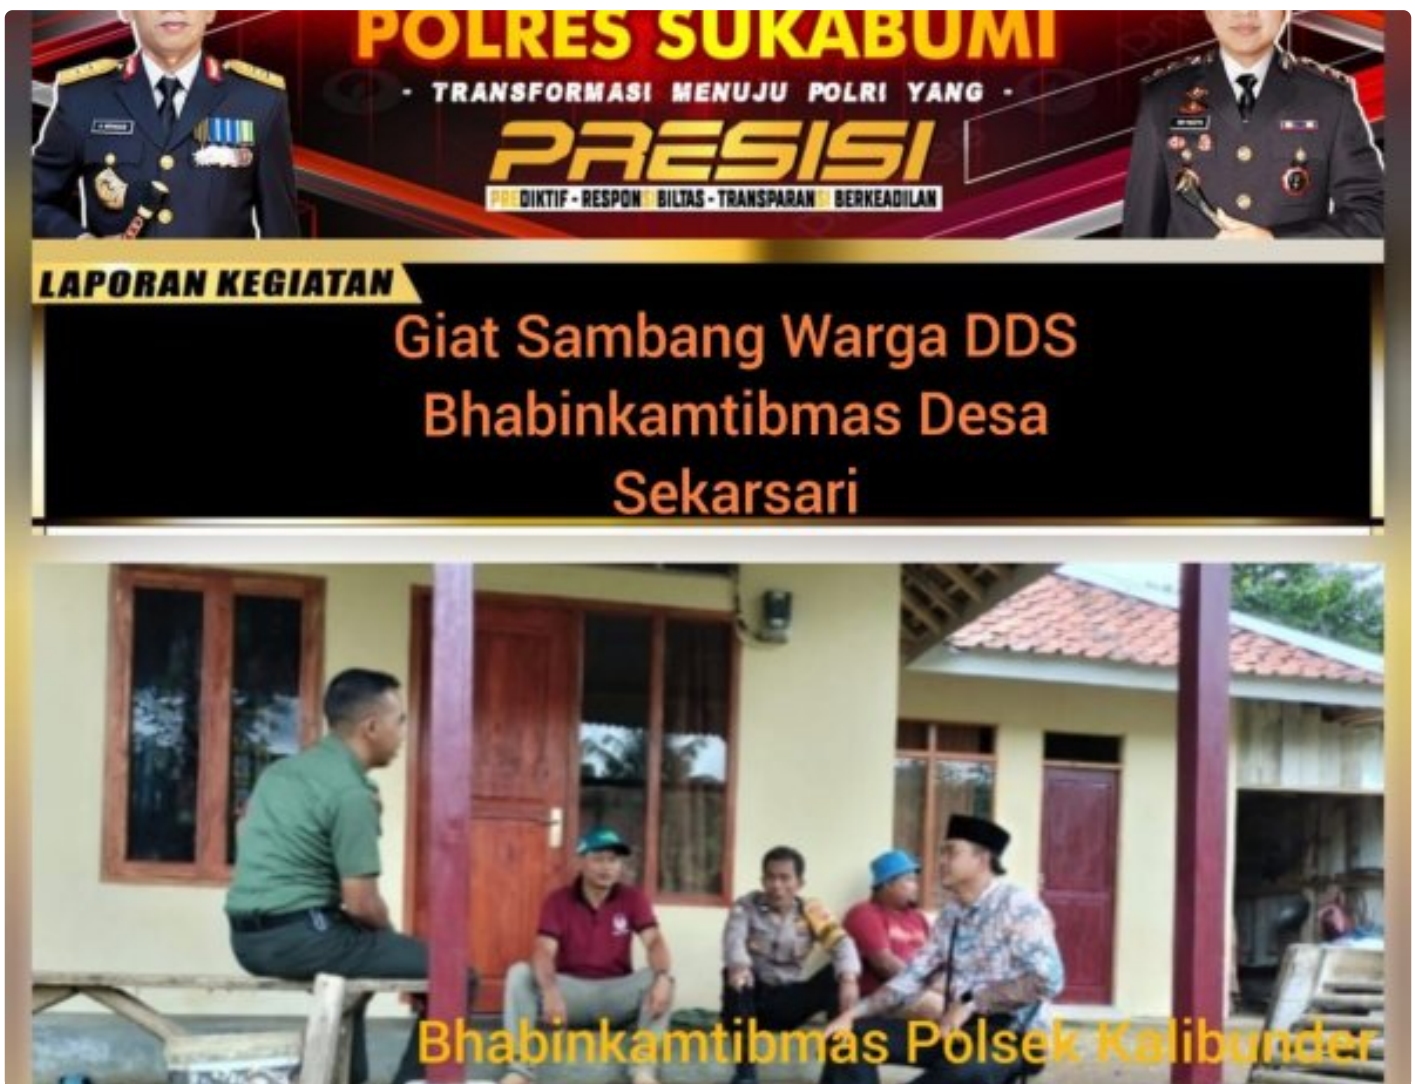 POLRES SUKABUMI
- TRANSFORMASI MENUJU POLRI YANG -
PRESISI
PREDIKTIF - RESPONSIBILTAS - TRANSPARANSI BERKEADILAN
LAPORAN KEGIATAN
Giat Sambang Warga DDS
Bhabinkamtibmas Desa
Sekarsari
Bhabinkamtibmas Polsek Kalibunder